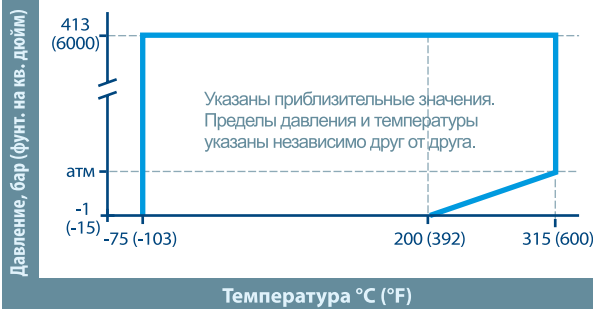 Давление, бар (фунт. на кв. дюйм)
413
(6000)
Указаны приблизительные значения.
Пределы давления и температуры
указаны независимо друг от друга.
атм
-1
(-15)
-75 (-103)
200 (392)
315 (600)
Температура °C (°F)